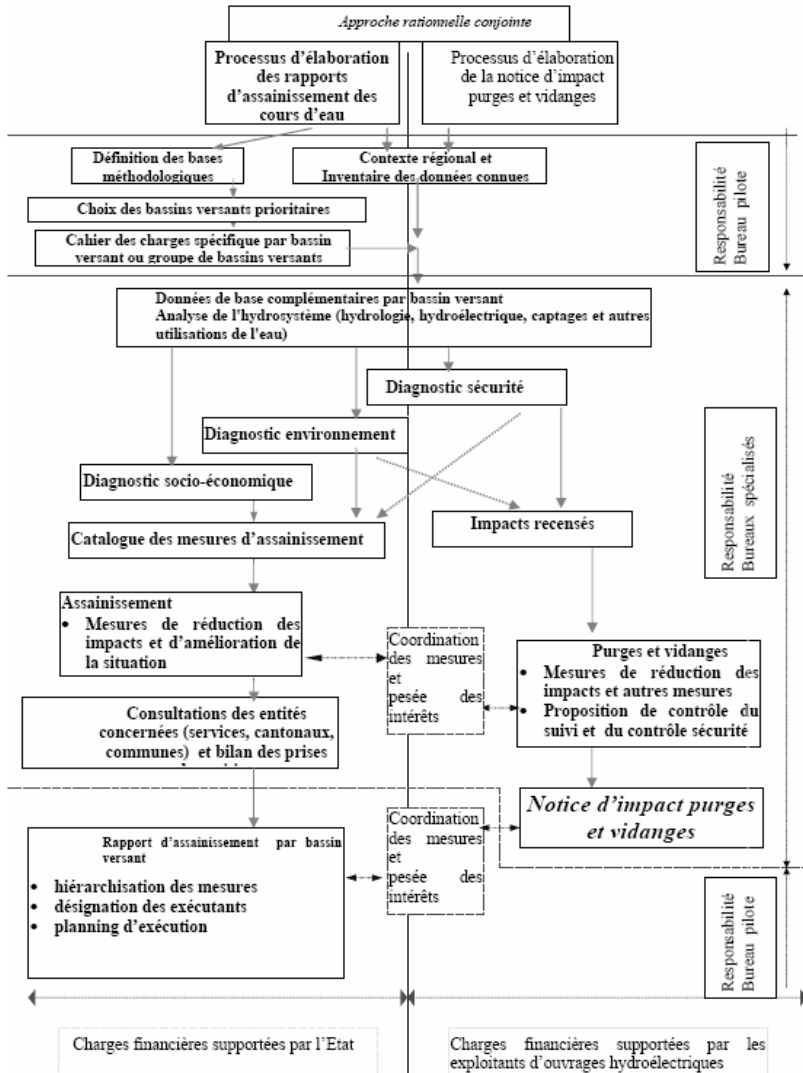 Approche rationnelle conjointe
Processus d'élaboration
des rapports
d'assainissement des
cours d'eau
Processus d'élaboration
de la notice d'impact
purges et vidanges
Définition des bases
méthodologiques
Contexte régional et
Inventaire des données connues
Choix des bassins versants prioritaires
Cahier des charges spécifique par bassin
versant ou groupe de bassins versants
Responsabilité
Bureau pilote
Données de base complémentaires par bassin versant
Analyse de l'hydrosystème (hydrologie, hydroélectrique, captages et autres
utilisations de l'eau)
Diagnostic sécurité
Diagnostic environnement
Diagnostic socio-économique
Catalogue des mesures d'assainissement
Impacts recensés
Responsabilité
Bureaux spécialisés
Assainissement
• Mesures de réduction des
impacts et d'amélioration de
la situation
Coordination
des mesures
et
pesée des
intérêts
Purges et vidanges
• Mesures de réduction des
impacts et autres mesures
• Proposition de contrôle du
suivi et du contrôle sécurité
Consultations des entités
concernées (services, cantonaux,
communes) et bilan des prises
Notice d'impact purges
et vidanges
Rapport d'assainissement par bassin
versant
• hiérarchisation des mesures
• désignation des exécutants
• planning d'exécution
Coordination
des mesures
et
pesée des
intérêts
Responsabilité
Bureau pilote
Charges financières supportées par l'Etat
Charges financières supportées par les
exploitants d'ouvrages hydroélectriques